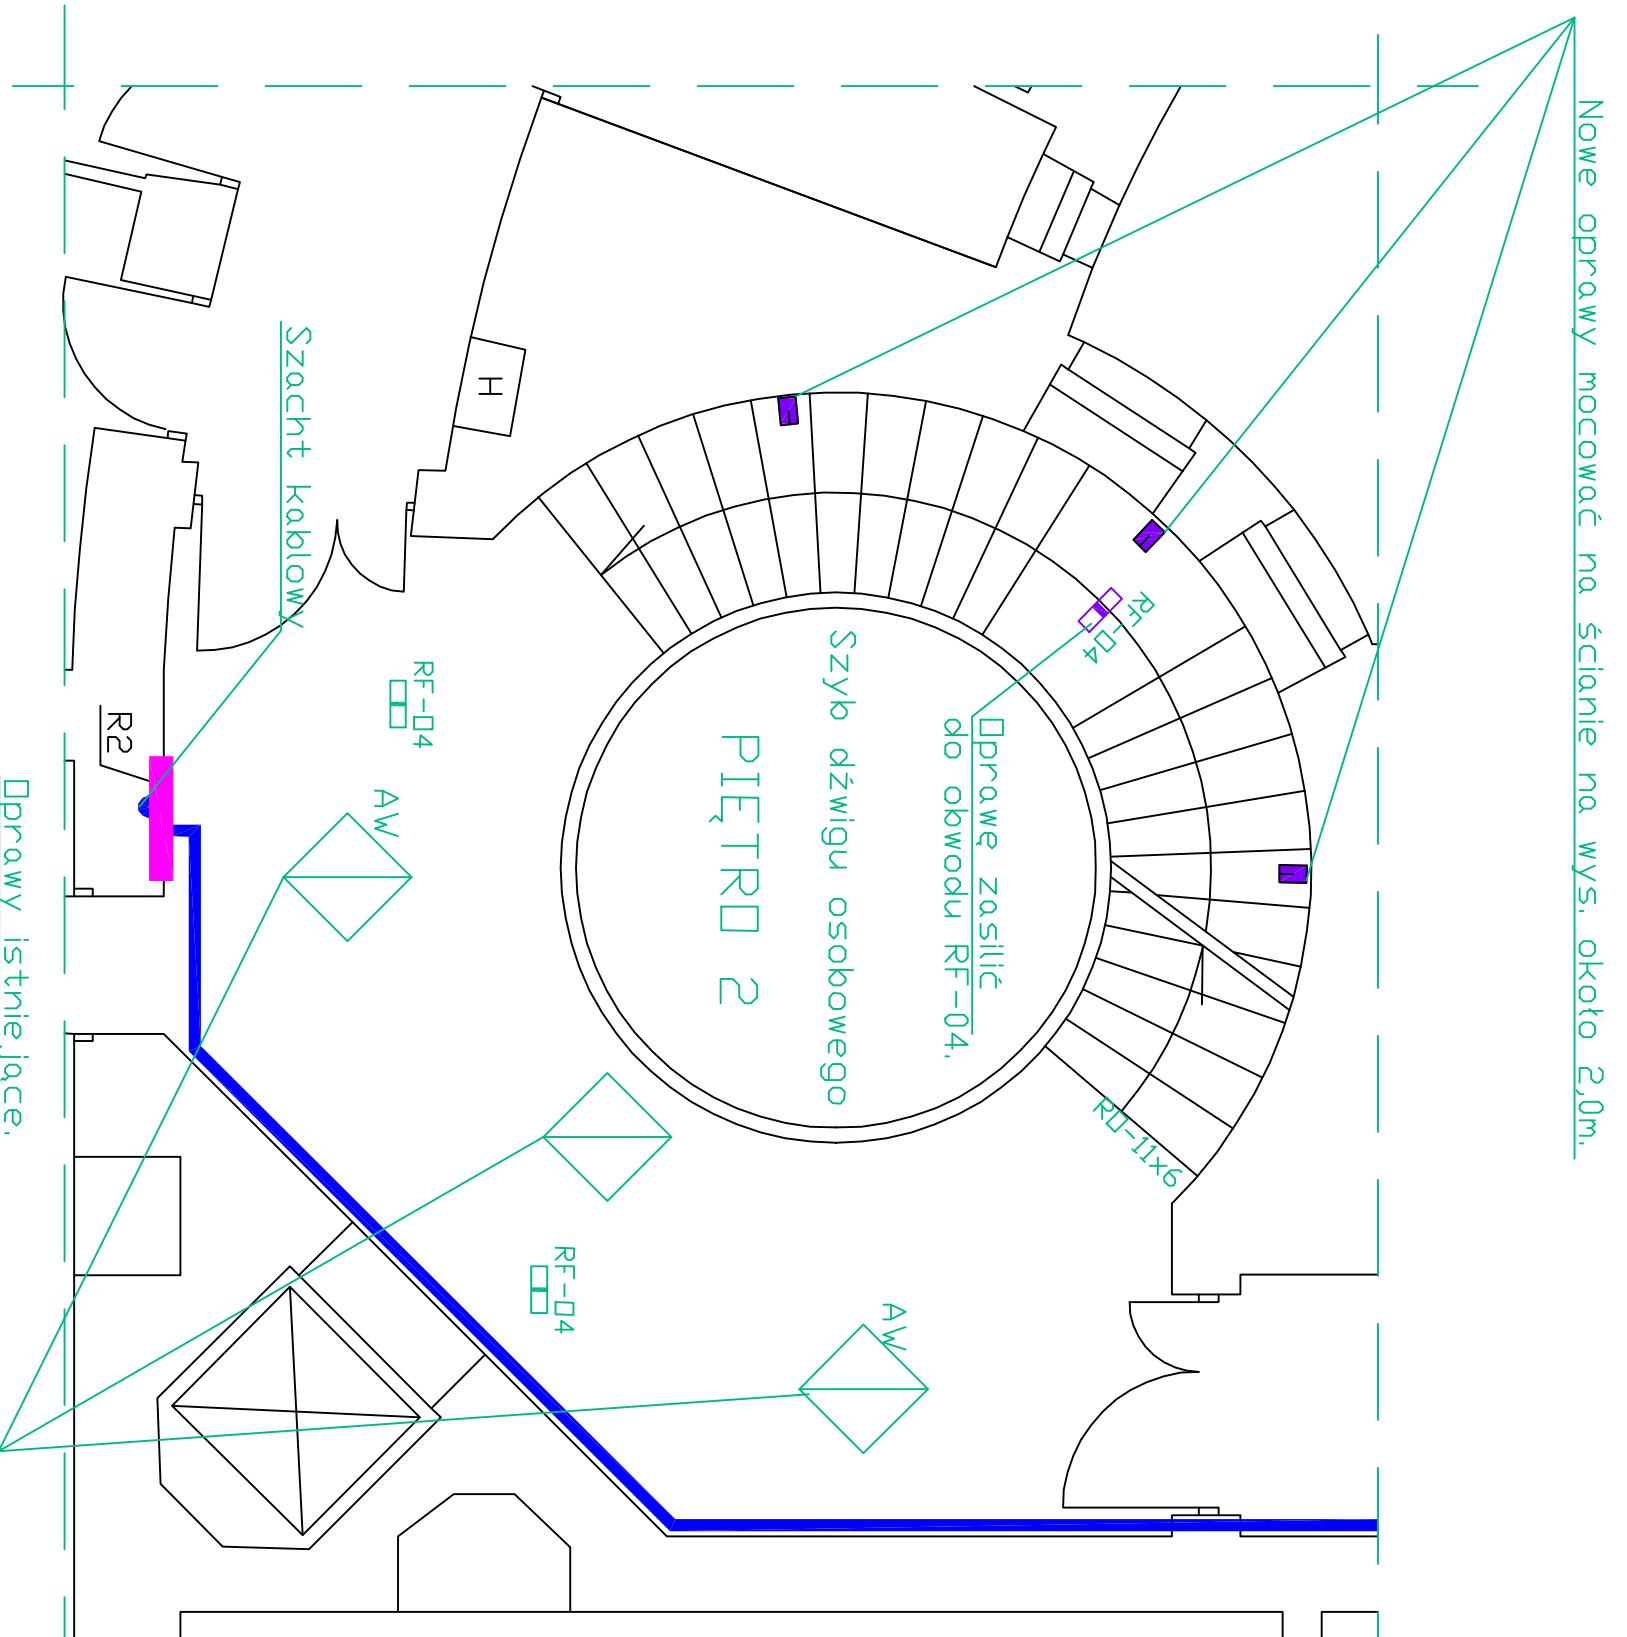 Nowe oprawy mocować na ścianie na wys. około 2,0m.
Szacht kablowy
H
RF-04
Oprawę zasilić
do obwodu RF-04.
Szyb dźwigu osobowego
PIĘTRO 2
RF-04
R2
AW
Oprawy istniejące.
RO-11x6
RF-04
AW